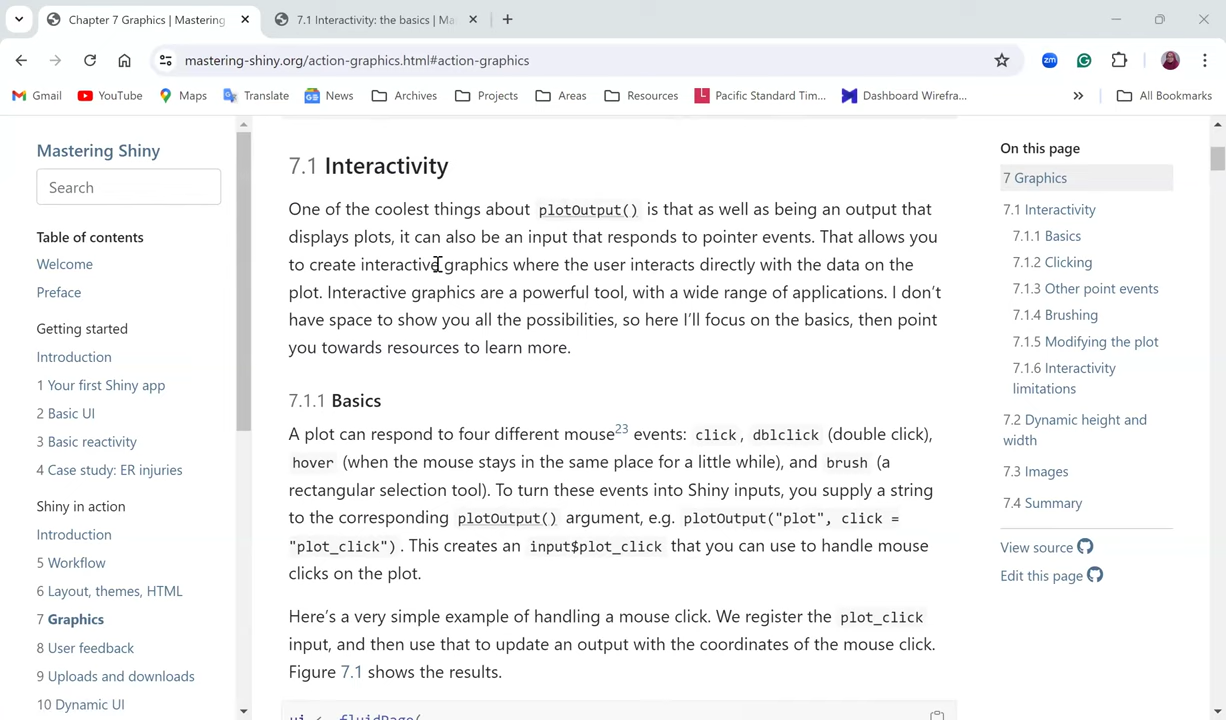 Chapter 7 Graphics | Mastering
7.1 Interactivity: the basics | Ma
mastering-shiny.org/action-graphics.html#action-graphics
zm
Gmail
YouTube
Maps
Translate
News
Archives
Projects
Areas
Resources
Pacific Standard Tim...
Dashboard Wirefra...
All Bookmarks
Mastering Shiny
Search
Table of contents
Welcome
Preface
Getting started
Introduction
1 Your first Shiny app
2 Basic UI
3 Basic reactivity
4 Case study: ER injuries
Shiny in action
Introduction
5 Workflow
6 Layout, themes, HTML
7 Graphics
8 User feedback
9 Uploads and downloads
10 Dynamic UI
7.1 Interactivity
One of the coolest things about plotOutput() is that as well as being an output that
displays plots, it can also be an input that responds to pointer events. That allows you
to create interactive graphics where the user interacts directly with the data on the
plot. Interactive graphics are a powerful tool, with a wide range of applications. I don't
have space to show you all the possibilities, so here I'll focus on the basics, then point
you towards resources to learn more.
7.1.1 Basics
A plot can respond to four different mouse23 events: click, dblclick (double click),
hover (when the mouse stays in the same place for a little while), and brush (a
rectangular selection tool). To turn these events into Shiny inputs, you supply a string
to the corresponding plotOutput() argument, e.g. plotOutput("plot", click =
"plot_click"). This creates an input$plot_click that you can use to handle mouse
clicks on the plot.
Here's a very simple example of handling a mouse click. We register the plot_click
input, and then use that to update an output with the coordinates of the mouse click.
Figure 7.1 shows the results.
ui <- fluidPage(
On this page
7 Graphics
7.1 Interactivity
7.1.1 Basics
7.1.2 Clicking
7.1.3 Other point events
7.1.4 Brushing
7.1.5 Modifying the plot
7.1.6 Interactivity
limitations
7.2 Dynamic height and
width
7.3 Images
7.4 Summary
View source
Edit this page